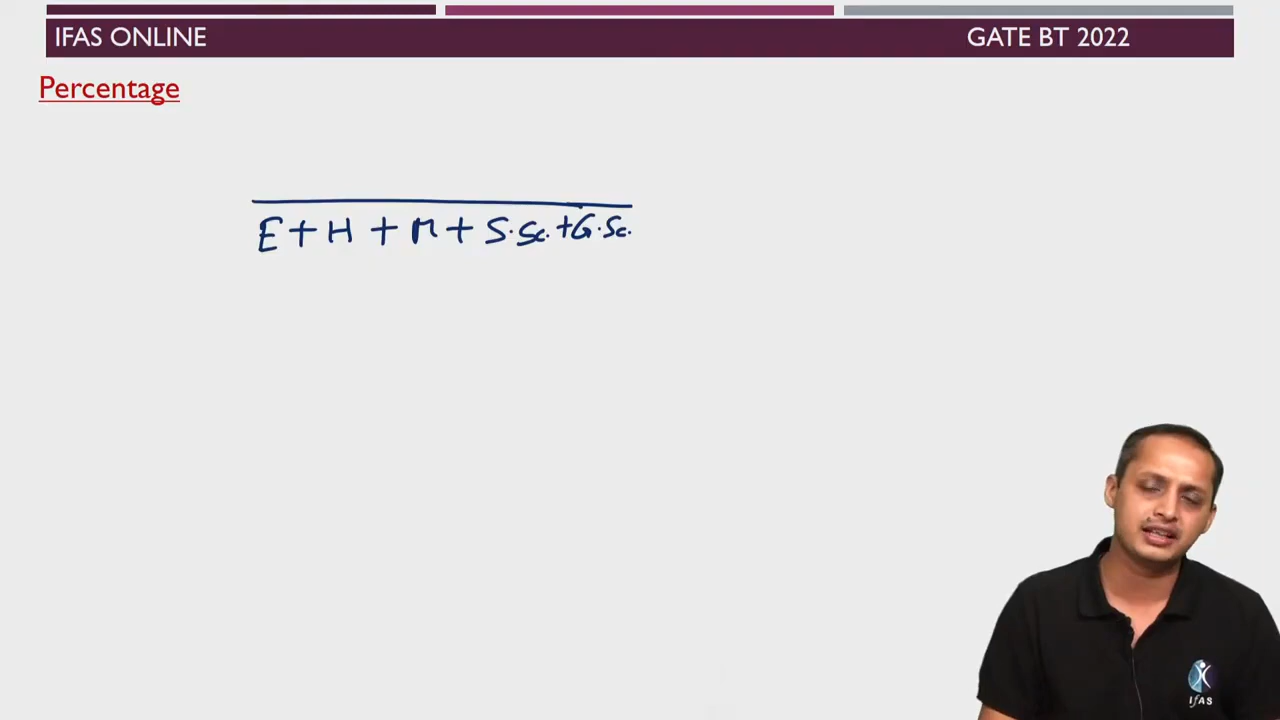 IFAS ONLINE
GATE BT 2022
Percentage
E + H + M + S.Sc. + G.Sc.
IfAS